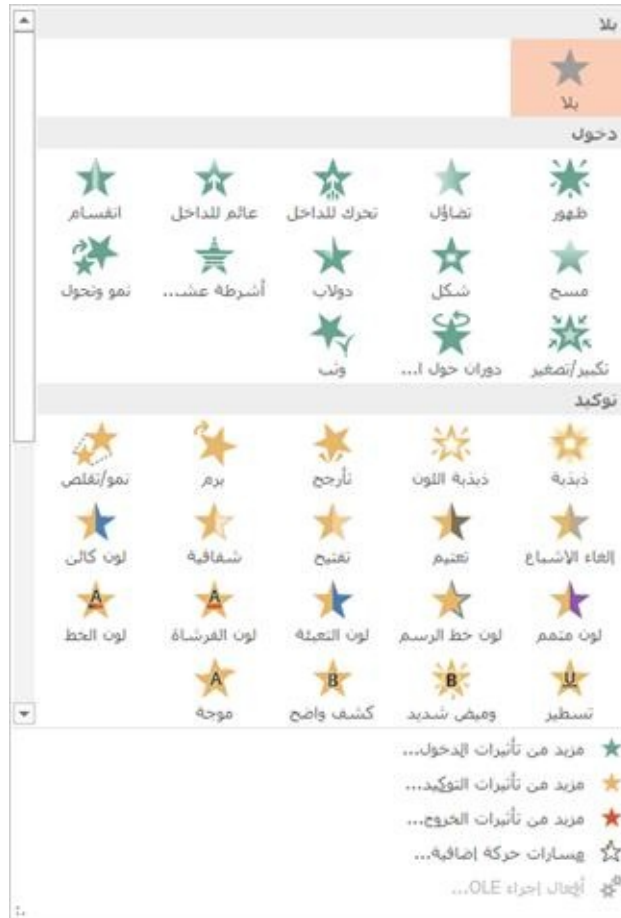 بلا
بلا
دخول
ظهور تضاؤل تحرك للداخل عائم للداخل انقسام
مسح شكل دولاب أشرطة عشـ... نمو وتحول
تكبير/تصغير دوران حول ا... وثب
توكيد
ذبذبة ذبذبة اللون تأرجح برم نمو/تقلص
إلغاء الإشباع تعتيم تفتيح شفافية لون كائن
لون متمم لون خط الرسم لون التعبئة لون الفرشاة لون الخط
تسطير وميض شديد كشف واضح موجة
مزيد من تأثيرات الدخول...
مزيد من تأثيرات التوكيد...
مزيد من تأثيرات الخروج...
مسارات حركة إضافية...
أفعال إجراء OLE...